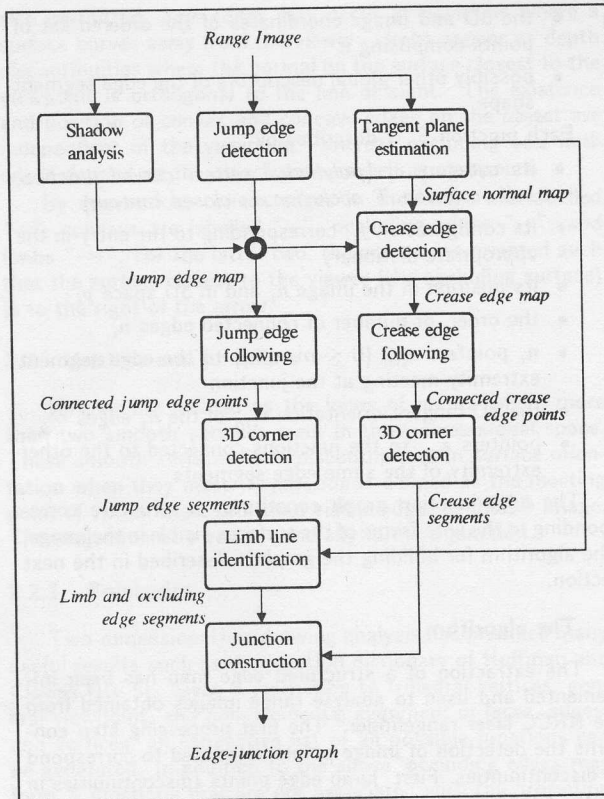 Range Image
Shadow
analysis
Jump edge
detection
Tangent plane
estimation
Surface normal map
Crease edge
detection
Jump edge map
Crease edge map
Jump edge
following
Crease edge
following
Connected jump edge points
Connected crease
edge points
3D corner
detection
3D corner
detection
Jump edge segments
Crease edge
segments
Limb line
identification
Limb and occluding
edge segments
Junction
construction
Edge-junction graph